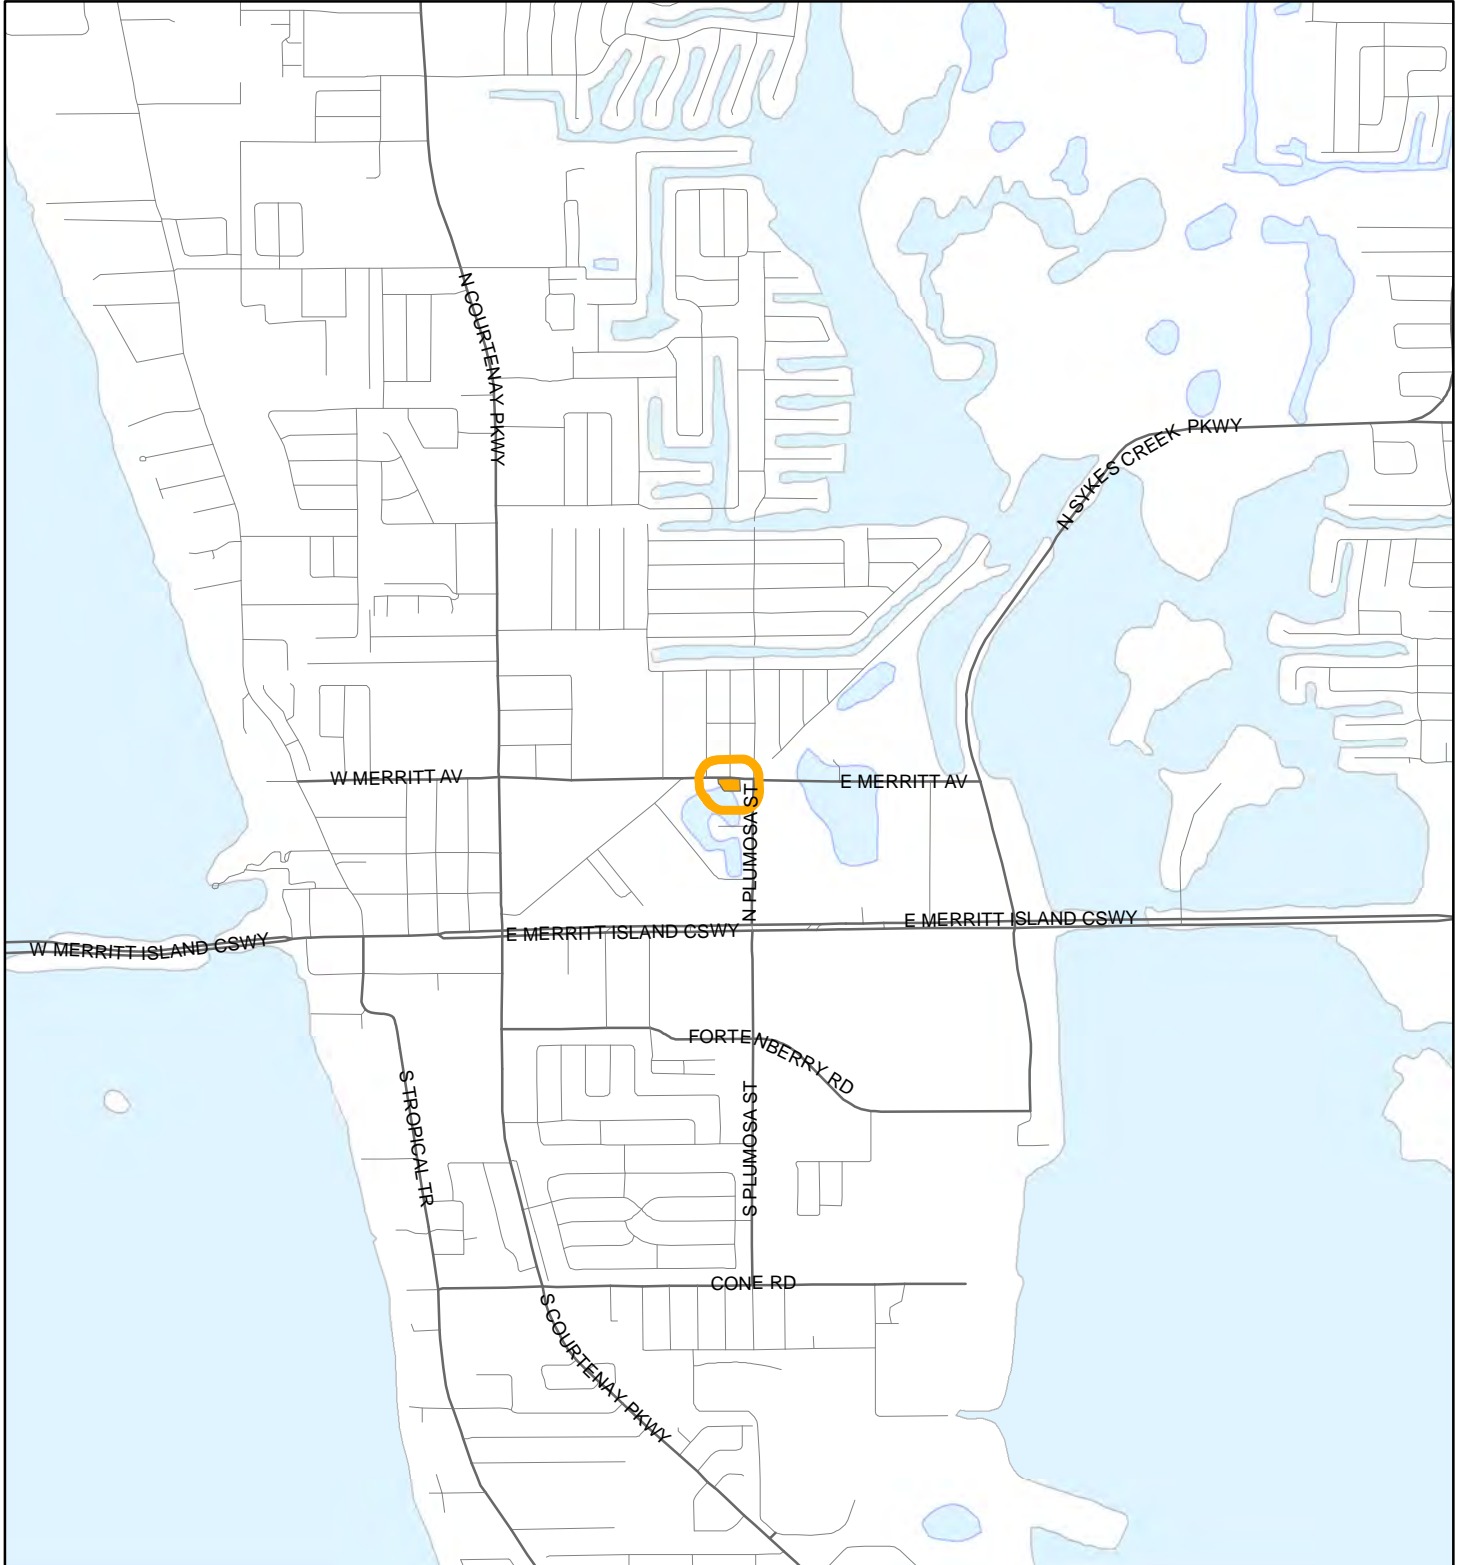 N COURTENAY PKWY
N SYKES CREEK PKWY
W MERRITT AV
E MERRITT AV
N PLUMOSA ST
E MERRITT ISLAND CSWY
E MERRITT ISLAND CSWY
W MERRITT ISLAND CSWY
FORTENBERRY RD
S TROPICAL TR
S PLUMOSA ST
CONE RD
S COURTENAY PKWY